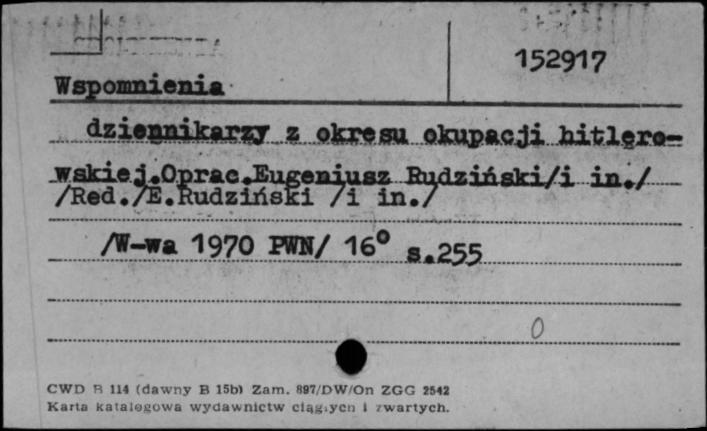 152917
Wspomnienia
dziennikarzy z okresu okupacji hitlero-
wskiej.Oprac.Eugeniusz Rudziński/i in./
/Red./E.Rudziński /i in./
/W-wa 1970 PWN/ 16° s.255
0
CWD B 114 (dawny B 15b) Zam. 897/DW/On ZGG 2542
Karta katalogowa wydawnictw ciągłych i zwartych.